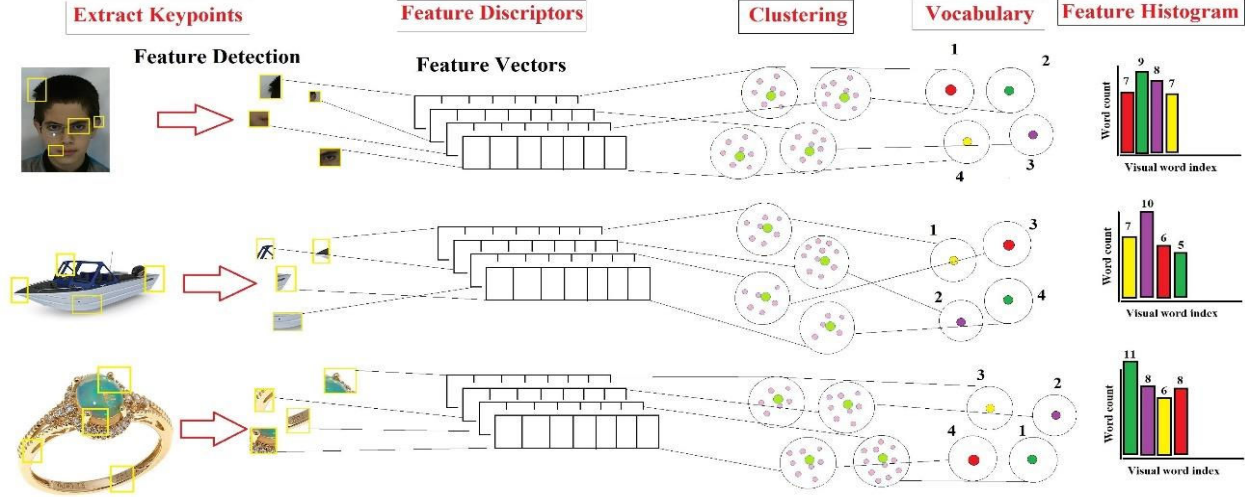 Extract Keypoints
Feature Discriptors
Clustering
Vocabulary
Feature Histogram
Feature Detection
Feature Vectors
1
2
3
4
Word count
7
9
8
7
Visual word index
1
3
2
4
Word count
7
10
6
5
Visual word index
3
2
4
1
Word count
11
8
6
8
Visual word index